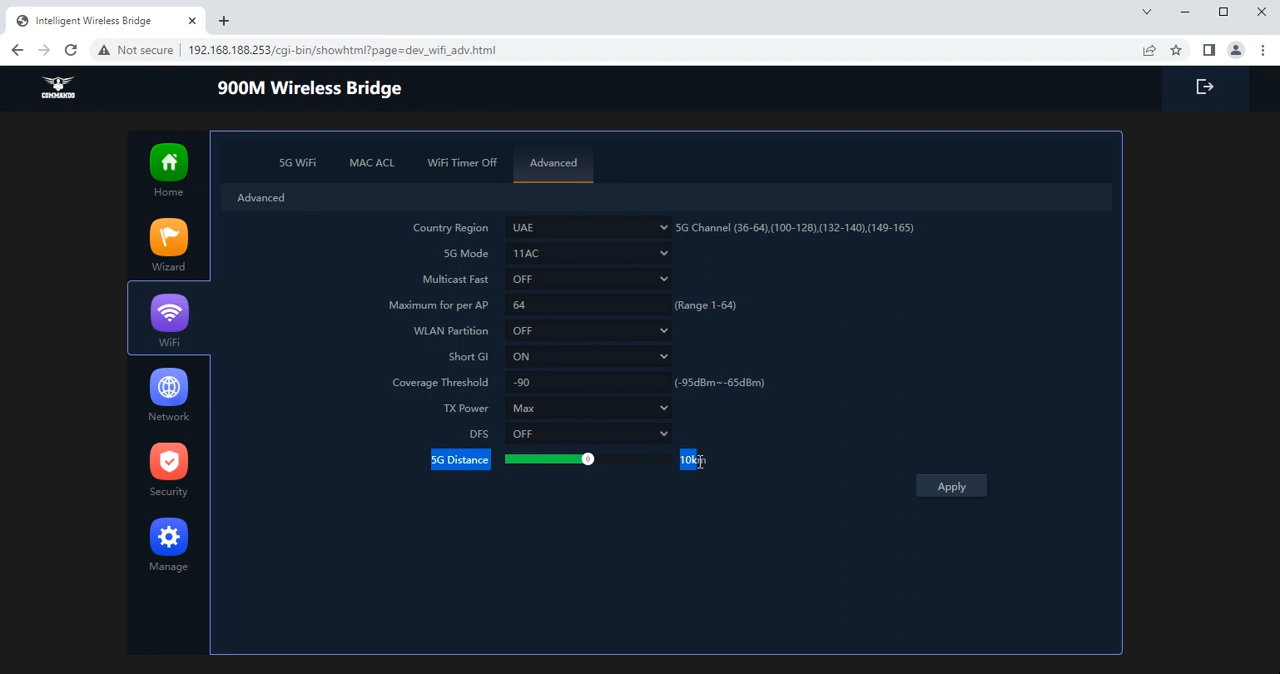 Intelligent Wireless Bridge
Not secure 192.168.188.253/cgi-bin/showhtml?page=dev_wifi_adv.html
COMMANDO
900M Wireless Bridge
Home
Wizard
WiFi
Network
Security
Manage
5G WiFi MAC ACL WiFi Timer Off Advanced
Advanced
Country Region UAE 5G Channel (36-64),(100-128),(132-140),(149-165)
5G Mode 11AC
Multicast Fast OFF
Maximum for per AP 64 (Range 1-64)
WLAN Partition OFF
Short GI ON
Coverage Threshold -90 (-95dBm~-65dBm)
TX Power Max
DFS OFF
5G Distance 10km
Apply